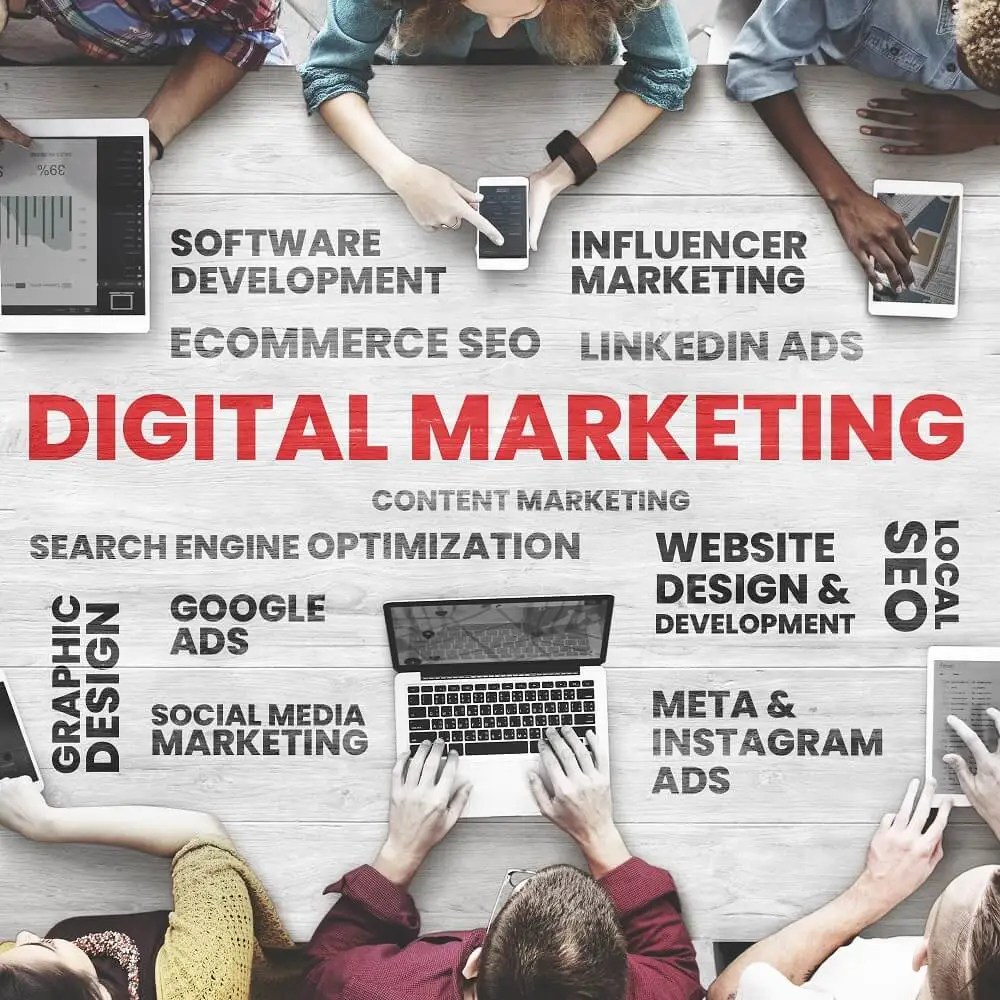 39%
SOFTWARE
DEVELOPMENT
INFLUENCER
MARKETING
ECOMMERCE SEO
LINKEDIN ADS
DIGITAL MARKETING
CONTENT MARKETING
SEARCH ENGINE OPTIMIZATION
WEBSITE
DESIGN &
DEVELOPMENT
LOCAL
SEO
GRAPHIC
DESIGN
GOOGLE
ADS
SOCIAL MEDIA
MARKETING
META &
INSTAGRAM
ADS